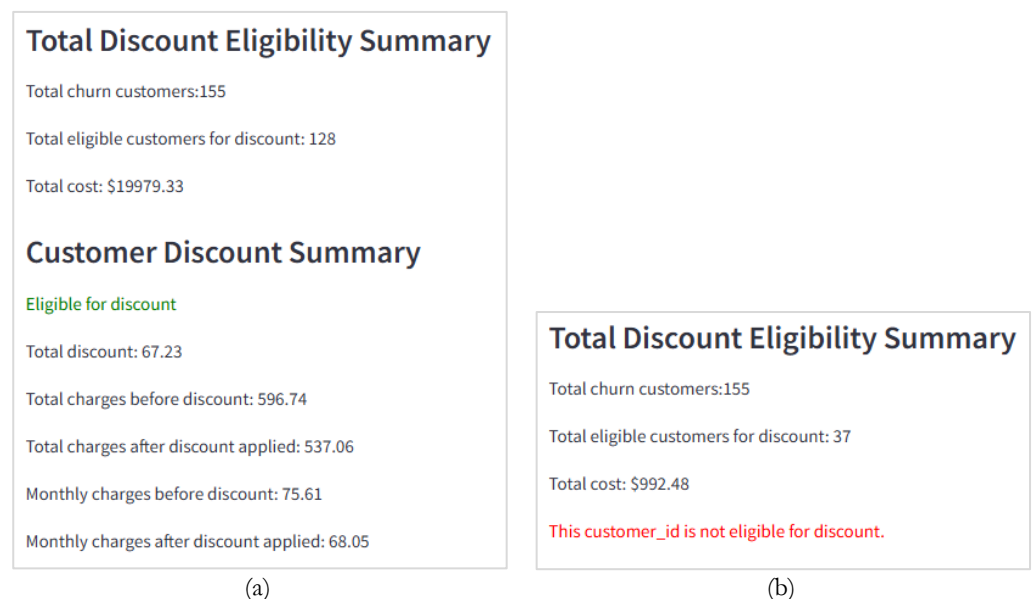 Total Discount Eligibility Summary
Total churn customers:155
Total eligible customers for discount: 128
Total cost: $19979.33
Customer Discount Summary
Eligible for discount
Total discount: 67.23
Total charges before discount: 596.74
Total charges after discount applied: 537.06
Monthly charges before discount: 75.61
Monthly charges after discount applied: 68.05
(a)
Total Discount Eligibility Summary
Total churn customers:155
Total eligible customers for discount: 37
Total cost: $992.48
This customer_id is not eligible for discount.
(b)